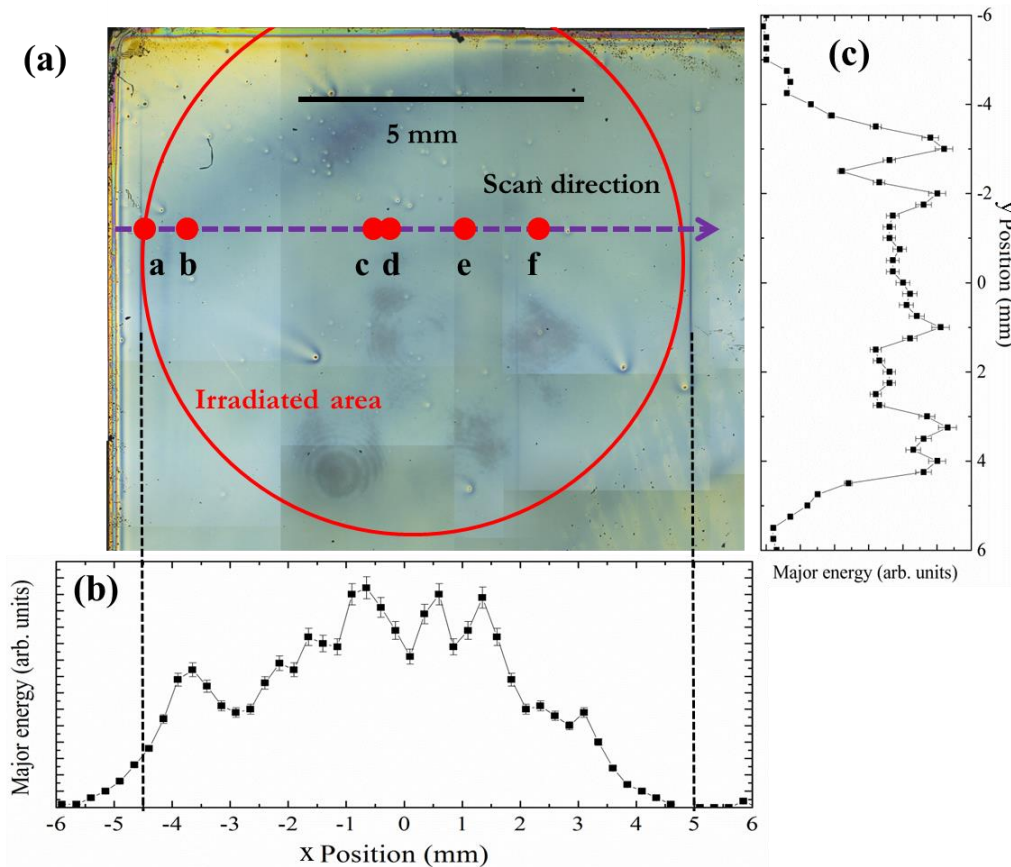 (a)
5 mm
Scan direction
a b c d e f
Irradiated area
(b)
Major energy (arb. units)
-6 -5 -4 -3 -2 -1 0 1 2 3 4 5 6
x Position (mm)
(c)
-6
-4
-2
0
2
4
6
y Position (mm)
Major energy (arb. units)